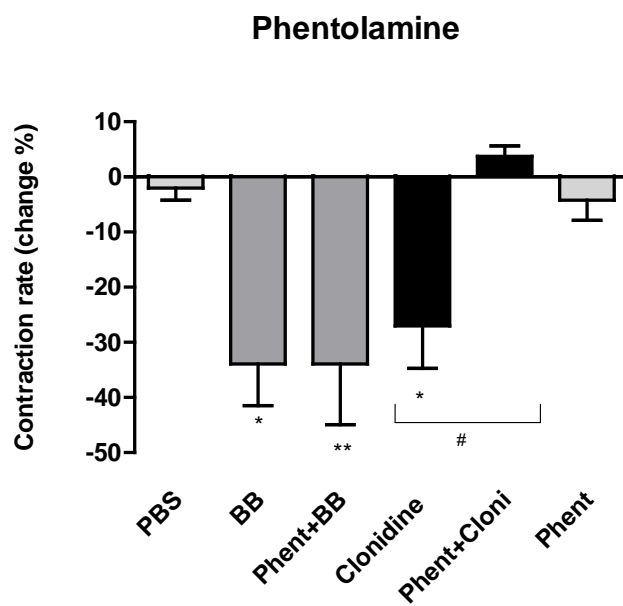 Phentolamine
Contraction rate (change %)
10
0
-10
-20
-30
-40
-50
*
**
*
#
PBS
BB
Phent+BB
Clonidine
Phent+Cloni
Phent